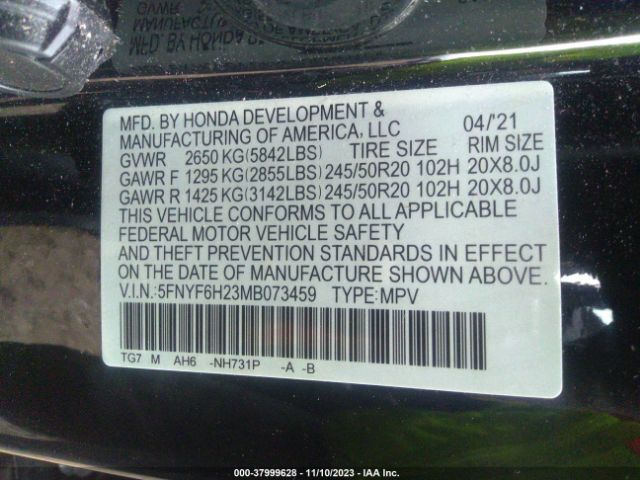 MFD. BY HONDA DEVELOPMENT & 04/'21
MANUFACTURING OF AMERICA, LLC
GVWR 2650 KG(5842LBS) TIRE SIZE RIM SIZE
GAWR F 1295 KG(2855LBS) 245/50R20 102H 20X8.0J
GAWR R 1425 KG(3142LBS) 245/50R20 102H 20X8.0J
THIS VEHICLE CONFORMS TO ALL APPLICABLE
FEDERAL MOTOR VEHICLE SAFETY
AND THEFT PREVENTION STANDARDS IN EFFECT
ON THE DATE OF MANUFACTURE SHOWN ABOVE.
V.I.N.:5FNYF6H23MB073459 TYPE:MPV
TG7 M AH6 -NH731P -A -B
000-37999628 - 11/10/2023 - IAA Inc.